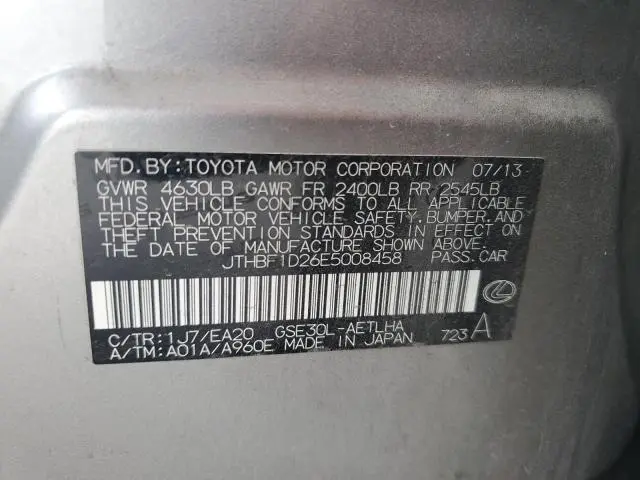 MFD. BY: TOYOTA MOTOR CORPORATION 07/13
GVWR 4630LB GAWR FR 2400LB RR 2545LB
THIS VEHICLE CONFORMS TO ALL APPLICABLE
FEDERAL MOTOR VEHICLE SAFETY, BUMPER, AND
THEFT PREVENTION STANDARDS IN EFFECT ON
THE DATE OF MANUFACTURE SHOWN ABOVE.
JTHBF1D26E5008458 PASS. CAR
C/TR: 1J7/EA20 GSE30L-AETLHA
A/TM: A01A/A960E MADE IN JAPAN 723 A